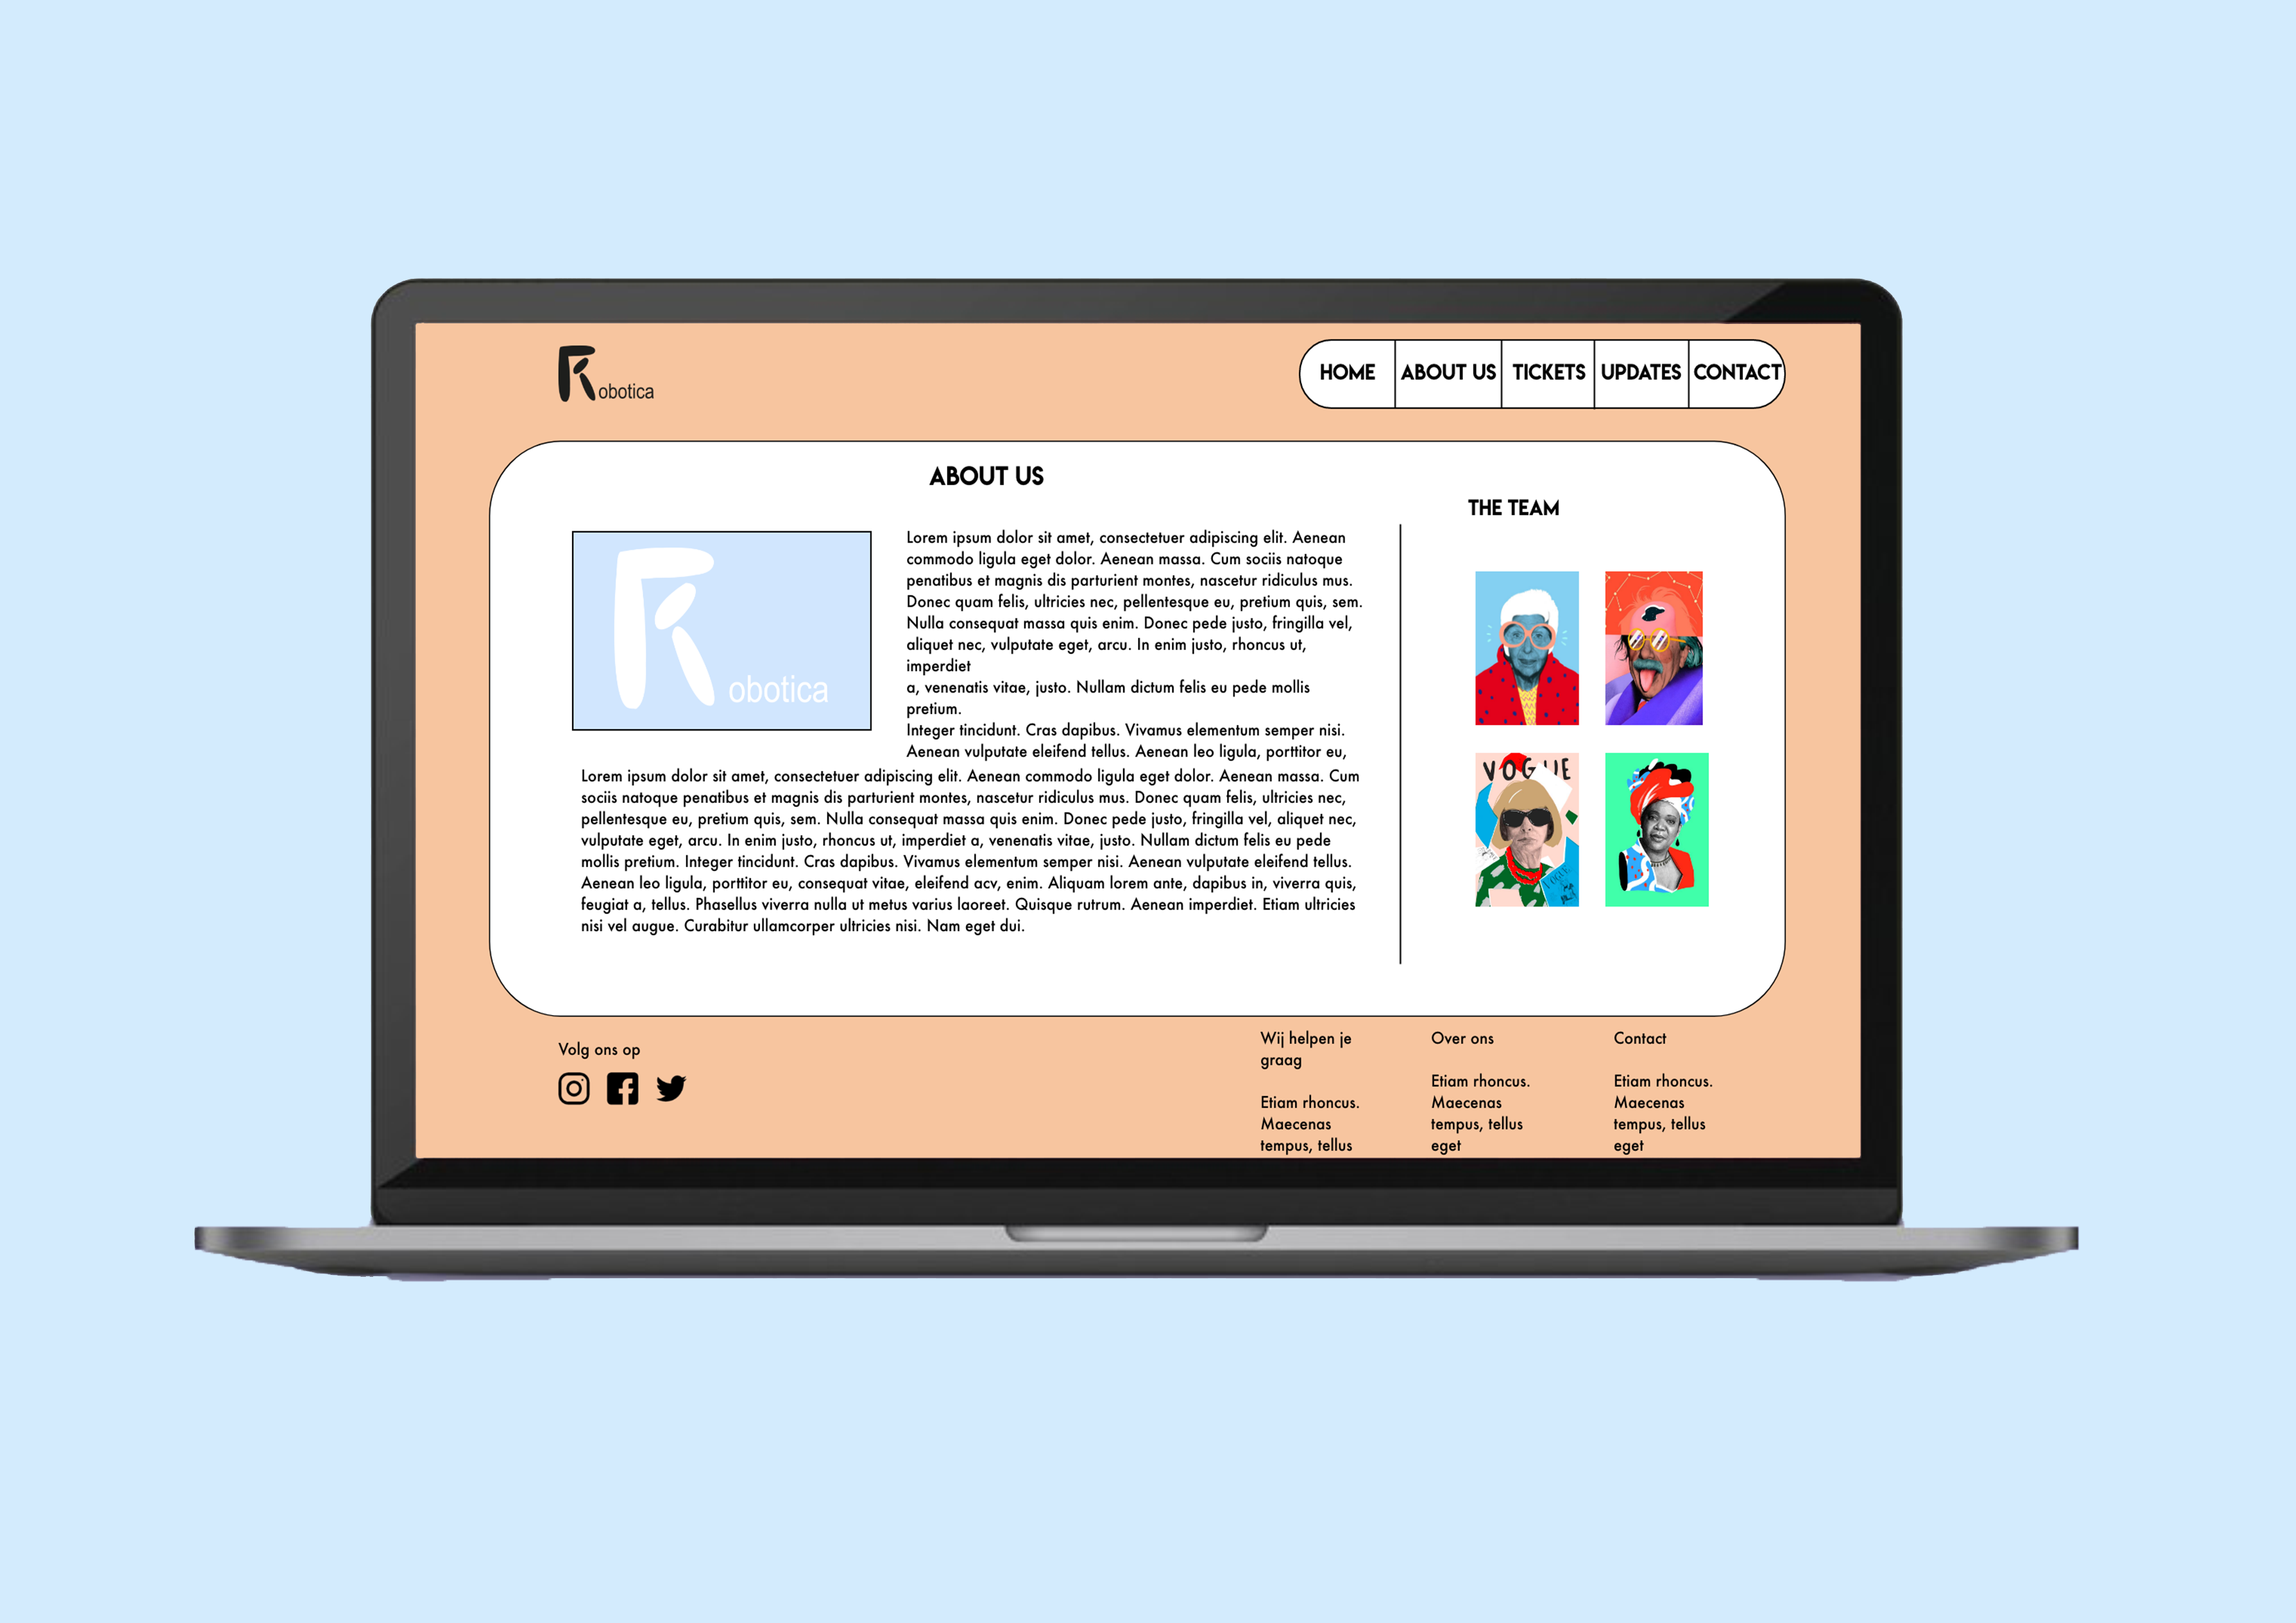 Robotica
HOME ABOUT US TICKETS UPDATES CONTACT
ABOUT US
Robotica
Lorem ipsum dolor sit amet, consectetuer adipiscing elit. Aenean
commodo ligula eget dolor. Aenean massa. Cum sociis natoque
penatibus et magnis dis parturient montes, nascetur ridiculus mus.
Donec quam felis, ultricies nec, pellentesque eu, pretium quis, sem.
Nulla consequat massa quis enim. Donec pede justo, fringilla vel,
aliquet nec, vulputate eget, arcu. In enim justo, rhoncus ut,
imperdiet
a, venenatis vitae, justo. Nullam dictum felis eu pede mollis
pretium.
Integer tincidunt. Cras dapibus. Vivamus elementum semper nisi.
Aenean vulputate eleifend tellus. Aenean leo ligula, porttitor eu,
Lorem ipsum dolor sit amet, consectetuer adipiscing elit. Aenean commodo ligula eget dolor. Aenean massa. Cum
sociis natoque penatibus et magnis dis parturient montes, nascetur ridiculus mus. Donec quam felis, ultricies nec,
pellentesque eu, pretium quis, sem. Nulla consequat massa quis enim. Donec pede justo, fringilla vel, aliquet nec,
vulputate eget, arcu. In enim justo, rhoncus ut, imperdiet a, venenatis vitae, justo. Nullam dictum felis eu pede
mollis pretium. Integer tincidunt. Cras dapibus. Vivamus elementum semper nisi. Aenean vulputate eleifend tellus.
Aenean leo ligula, porttitor eu, consequat vitae, eleifend acv, enim. Aliquam lorem ante, dapibus in, viverra quis,
feugiat a, tellus. Phasellus viverra nulla ut metus varius laoreet. Quisque rutrum. Aenean imperdiet. Etiam ultricies
nisi vel augue. Curabitur ullamcorper ultricies nisi. Nam eget dui.
THE TEAM
VOGUE
VOGUE
Volg ons op
Wij helpen je
graag
Etiam rhoncus.
Maecenas
tempus, tellus
Over ons
Etiam rhoncus.
Maecenas
tempus, tellus
eget
Contact
Etiam rhoncus.
Maecenas
tempus, tellus
eget